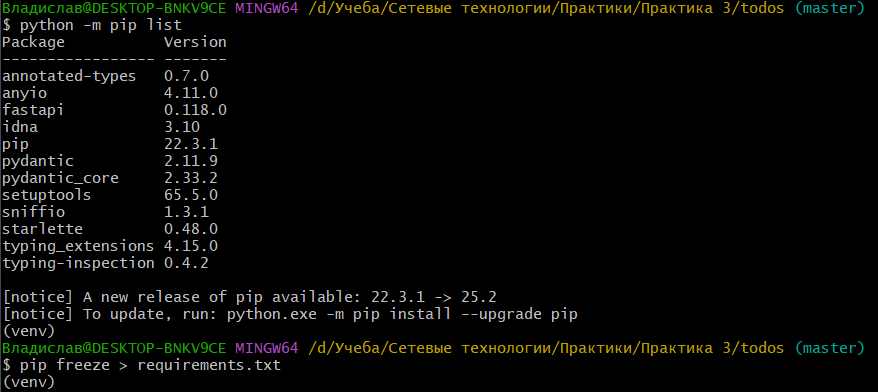 Владислав@DESKTOP-BNKV9CE MINGW64 /d/Учеба/Сетевые технологии/Практики/Практика 3/todos (master)
$ python -m pip list
Package           Version
----------------- -------
annotated-types   0.7.0
anyio             4.11.0
fastapi           0.118.0
idna              3.10
pip               22.3.1
pydantic          2.11.9
pydantic_core     2.33.2
setuptools        65.5.0
sniffio           1.3.1
starlette         0.48.0
typing_extensions 4.15.0
typing-inspection 0.4.2

[notice] A new release of pip available: 22.3.1 -> 25.2
[notice] To update, run: python.exe -m pip install --upgrade pip
(venv)
Владислав@DESKTOP-BNKV9CE MINGW64 /d/Учеба/Сетевые технологии/Практики/Практика 3/todos (master)
$ pip freeze > requirements.txt
(venv)